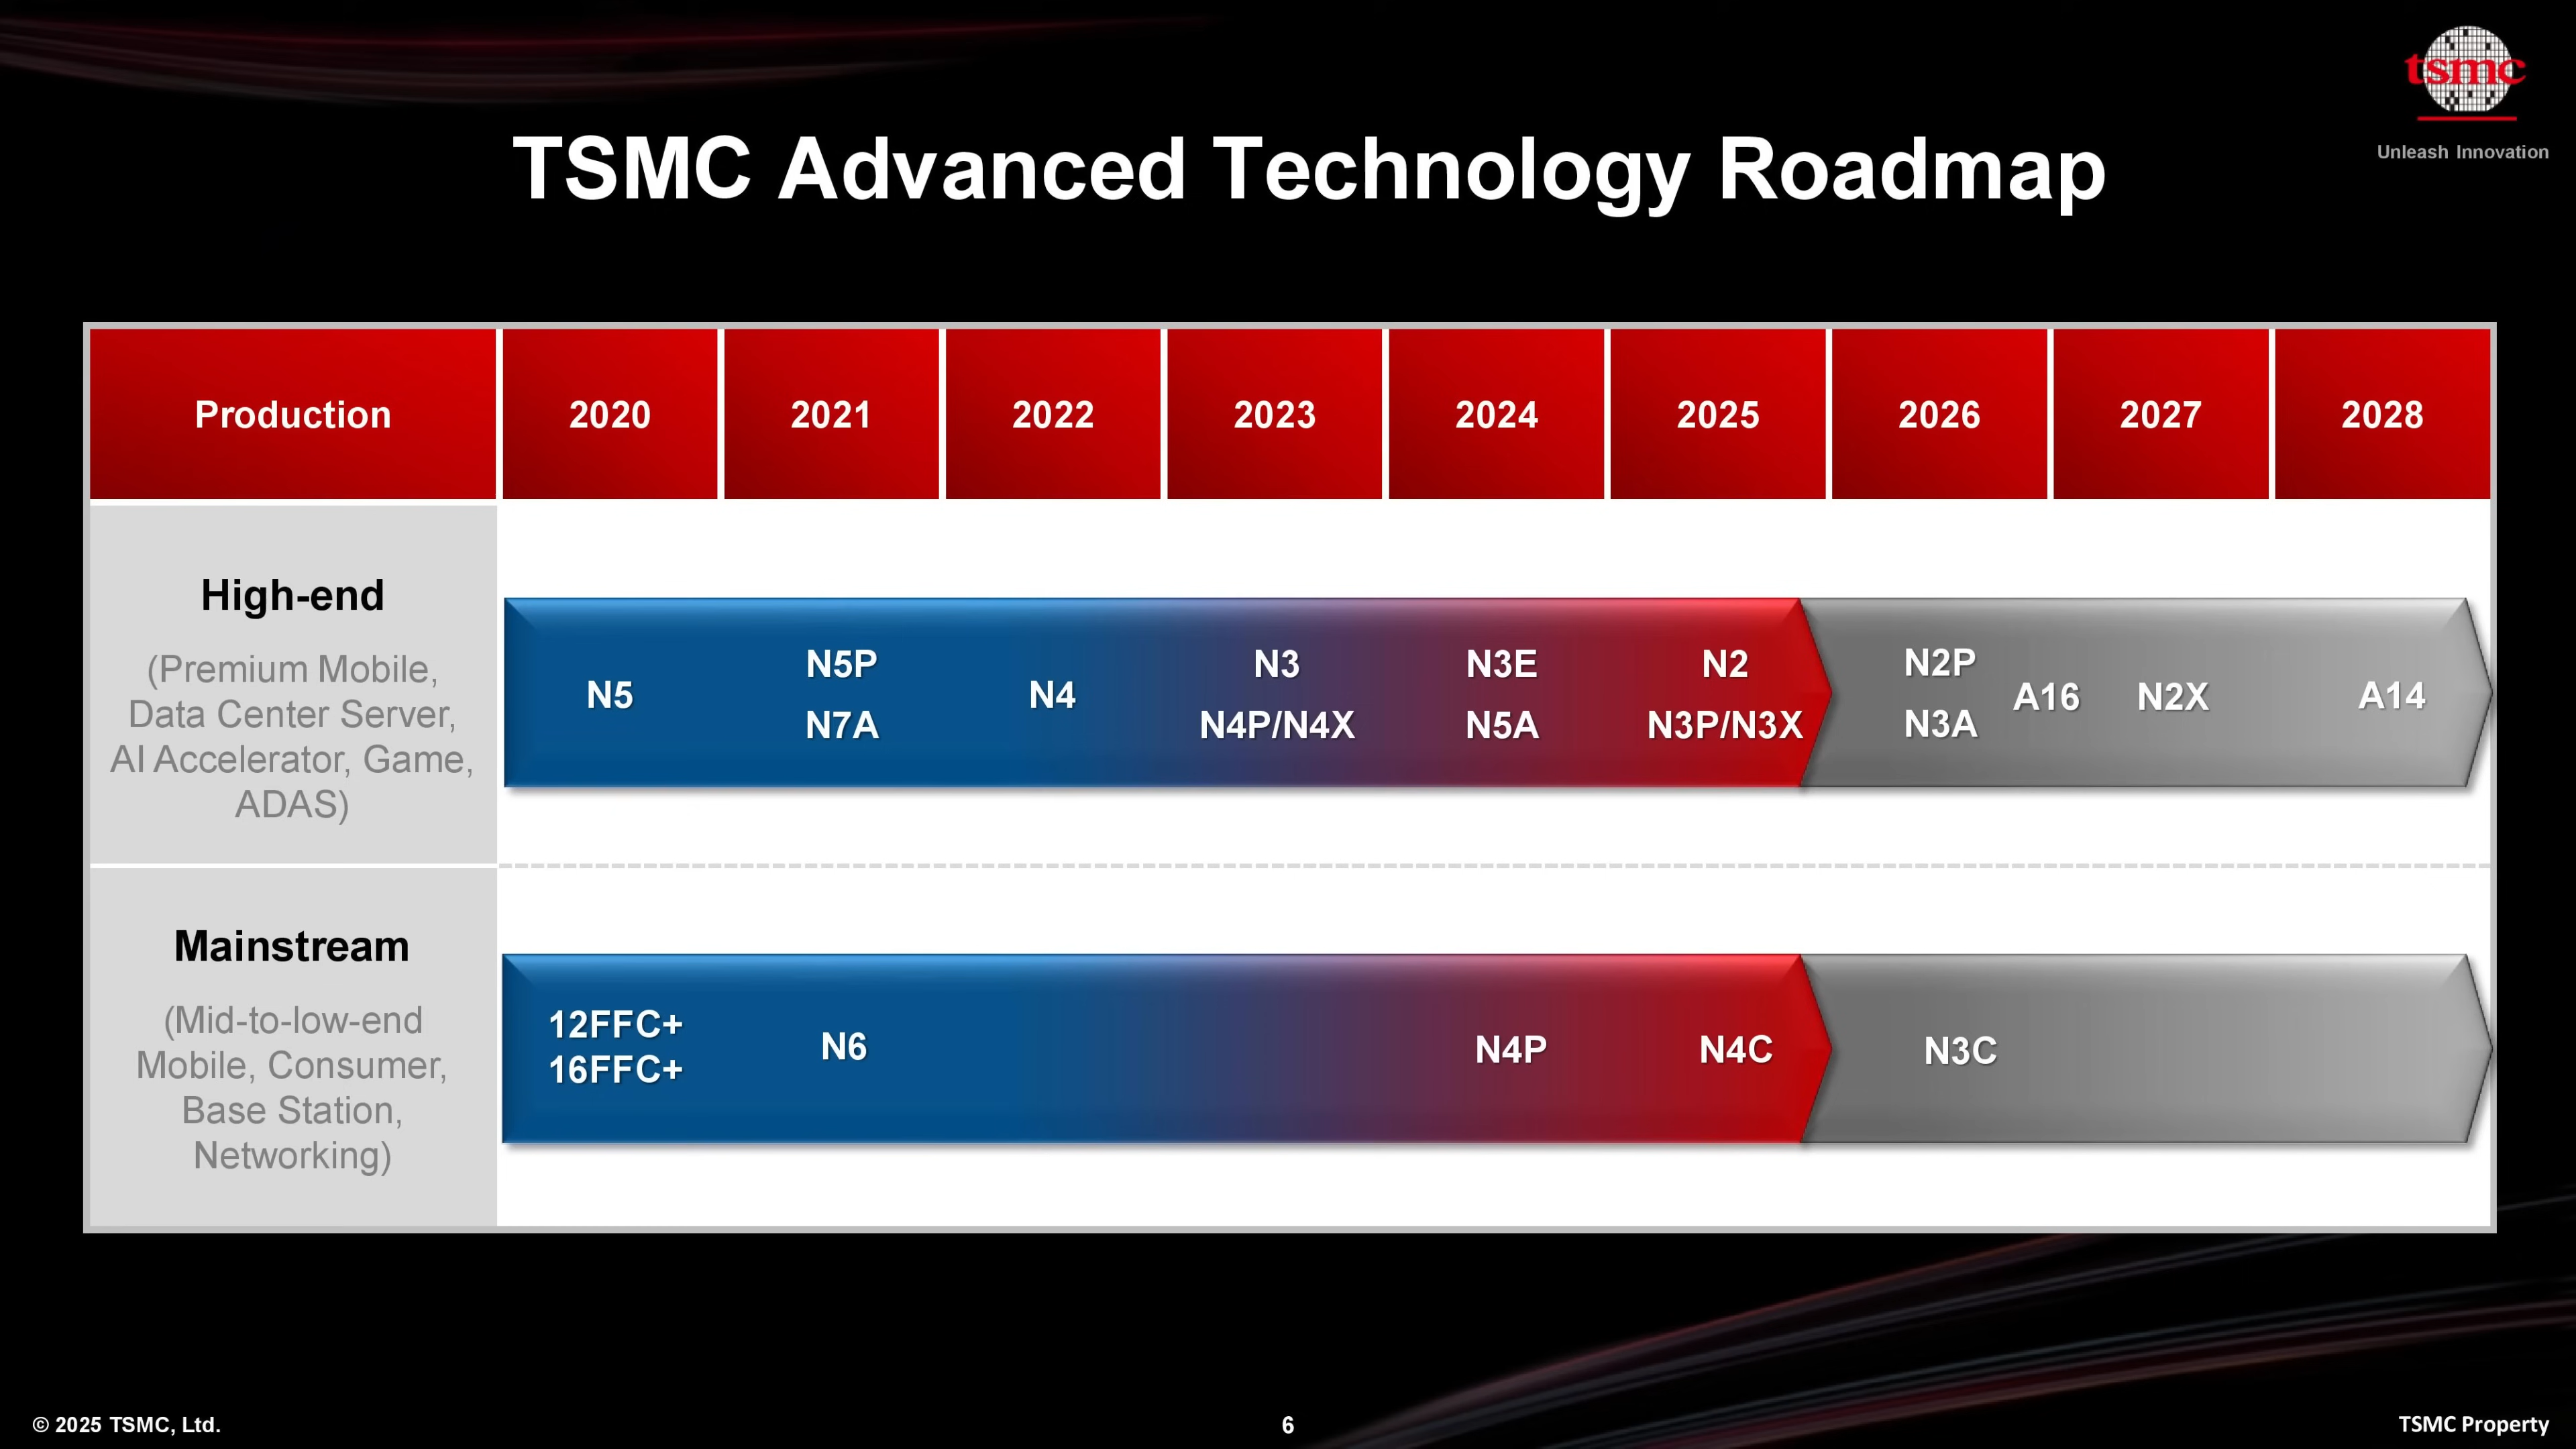 tsmc
Unleash Innovation
TSMC Advanced Technology Roadmap
Production 2020 2021 2022 2023 2024 2025 2026 2027 2028
High-end
(Premium Mobile,
Data Center Server,
AI Accelerator, Game,
ADAS)
N5
N5P
N7A
N4
N3
N4P/N4X
N3E
N5A
N2
N3P/N3X
N2P
N3A
A16
N2X
A14
Mainstream
(Mid-to-low-end
Mobile, Consumer,
Base Station,
Networking)
12FFC+
16FFC+
N6
N4P
N4C
N3C
© 2025 TSMC, Ltd.
6
TSMC Property